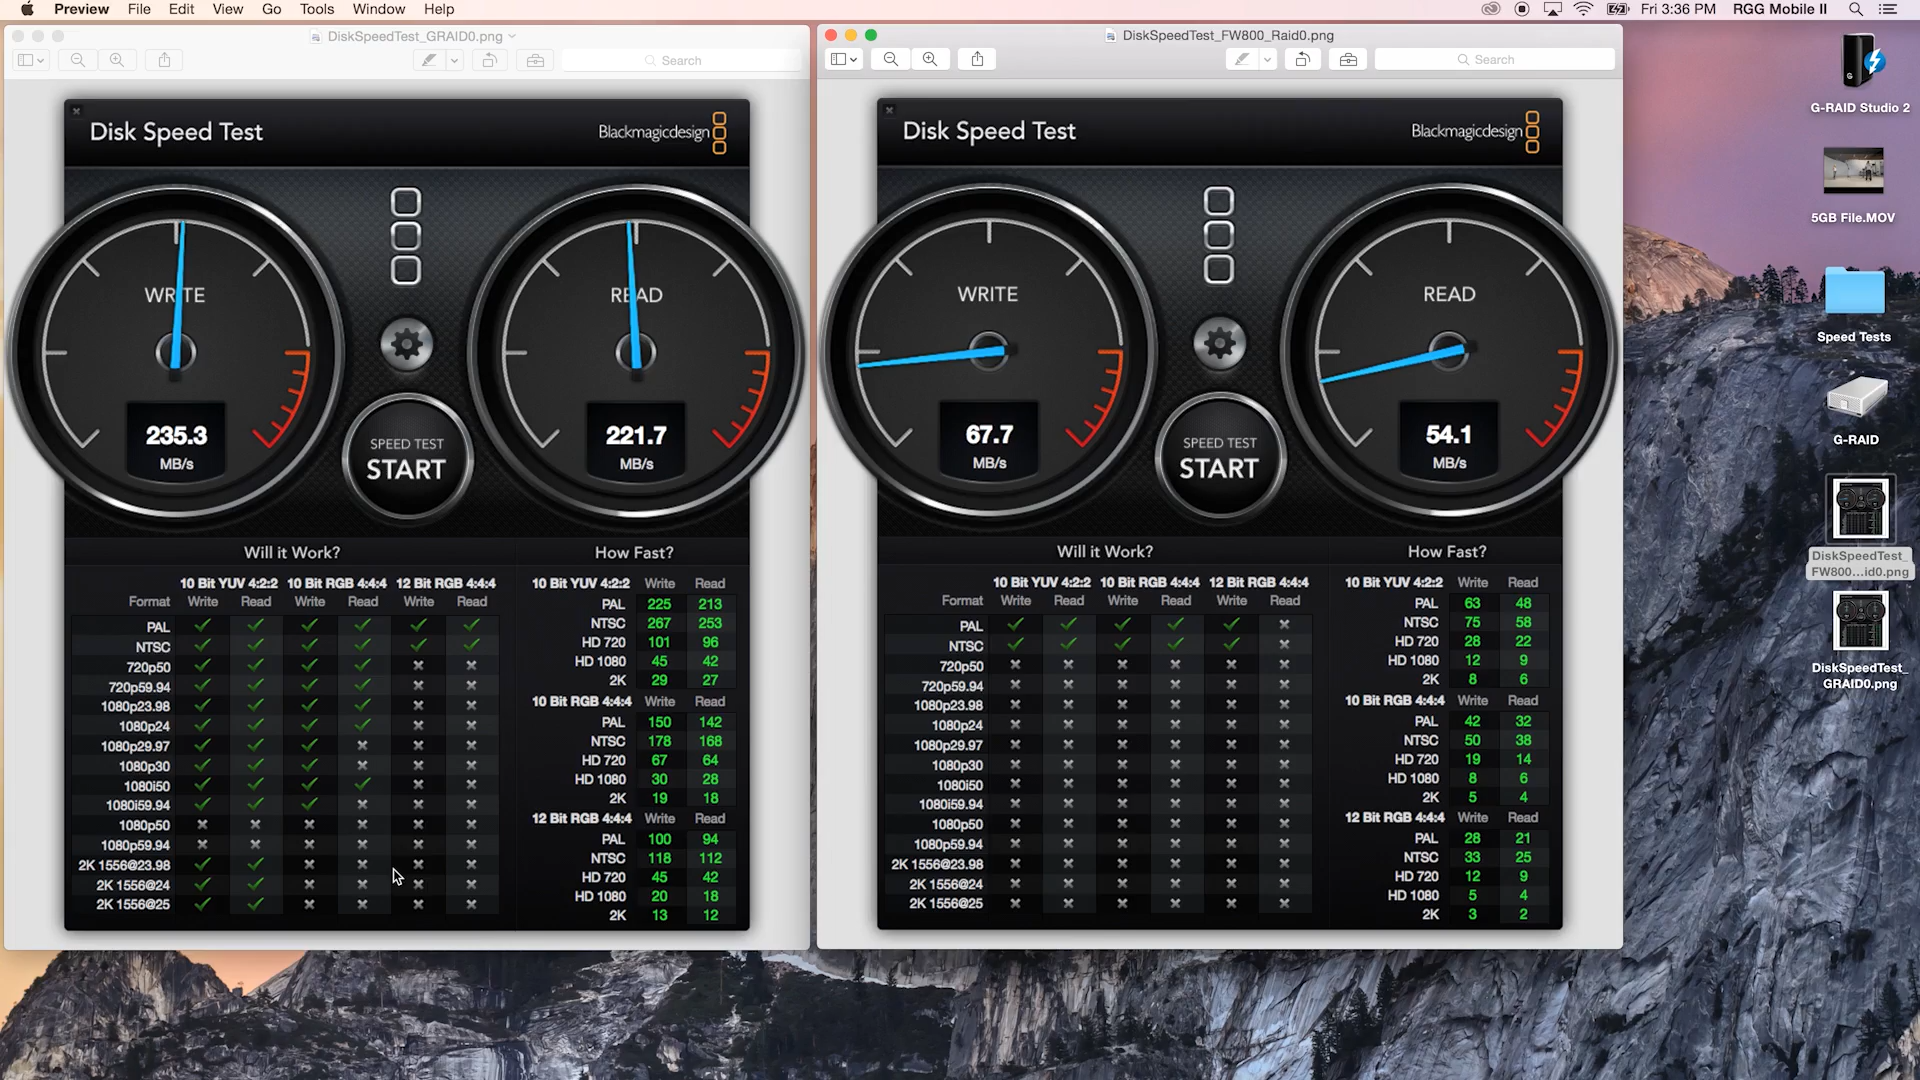 Preview File Edit View Go Tools Window Help
Fri 3:36 PM RGG Mobile II
DiskSpeedTest_GRAID0.png
Search
Disk Speed Test
Blackmagicdesign
WRITE
READ
235.3
MB/s
221.7
MB/s
SPEED TEST
START
Will it Work?
How Fast?
10 Bit YUV 4:2:2 10 Bit RGB 4:4:4 12 Bit RGB 4:4:4
Format Write Read Write Read Write Read
PAL
NTSC
720p50
720p59.94
1080p23.98
1080p24
1080p29.97
1080p30
1080i50
1080i59.94
1080p50
1080p59.94
2K 1556@23.98
2K 1556@24
2K 1556@25
10 Bit YUV 4:2:2 Write Read
PAL 225 213
NTSC 267 253
HD 720 101 96
HD 1080 45 42
2K 29 27
10 Bit RGB 4:4:4 Write Read
PAL 150 142
NTSC 178 168
HD 720 67 64
HD 1080 30 28
2K 19 18
12 Bit RGB 4:4:4 Write Read
PAL 100 94
NTSC 118 112
HD 720 45 42
HD 1080 20 18
2K 13 12
DiskSpeedTest_FW800_Raid0.png
Search
Disk Speed Test
Blackmagicdesign
WRITE
READ
67.7
MB/s
54.1
MB/s
SPEED TEST
START
Will it Work?
How Fast?
10 Bit YUV 4:2:2 10 Bit RGB 4:4:4 12 Bit RGB 4:4:4
Format Write Read Write Read Write Read
PAL
NTSC
720p50
720p59.94
1080p23.98
1080p24
1080p29.97
1080p30
1080i50
1080i59.94
1080p50
1080p59.94
2K 1556@23.98
2K 1556@24
2K 1556@25
10 Bit YUV 4:2:2 Write Read
PAL 63 48
NTSC 75 58
HD 720 28 22
HD 1080 12 9
2K 8 6
10 Bit RGB 4:4:4 Write Read
PAL 42 32
NTSC 50 38
HD 720 19 14
HD 1080 8 6
2K 5 4
12 Bit RGB 4:4:4 Write Read
PAL 28 21
NTSC 33 25
HD 720 12 9
HD 1080 5 4
2K 3 2
G-RAID Studio 2
5GB File.MOV
Speed Tests
G-RAID
DiskSpeedTest_
FW800...id0.png
DiskSpeedTest_
GRAID0.png